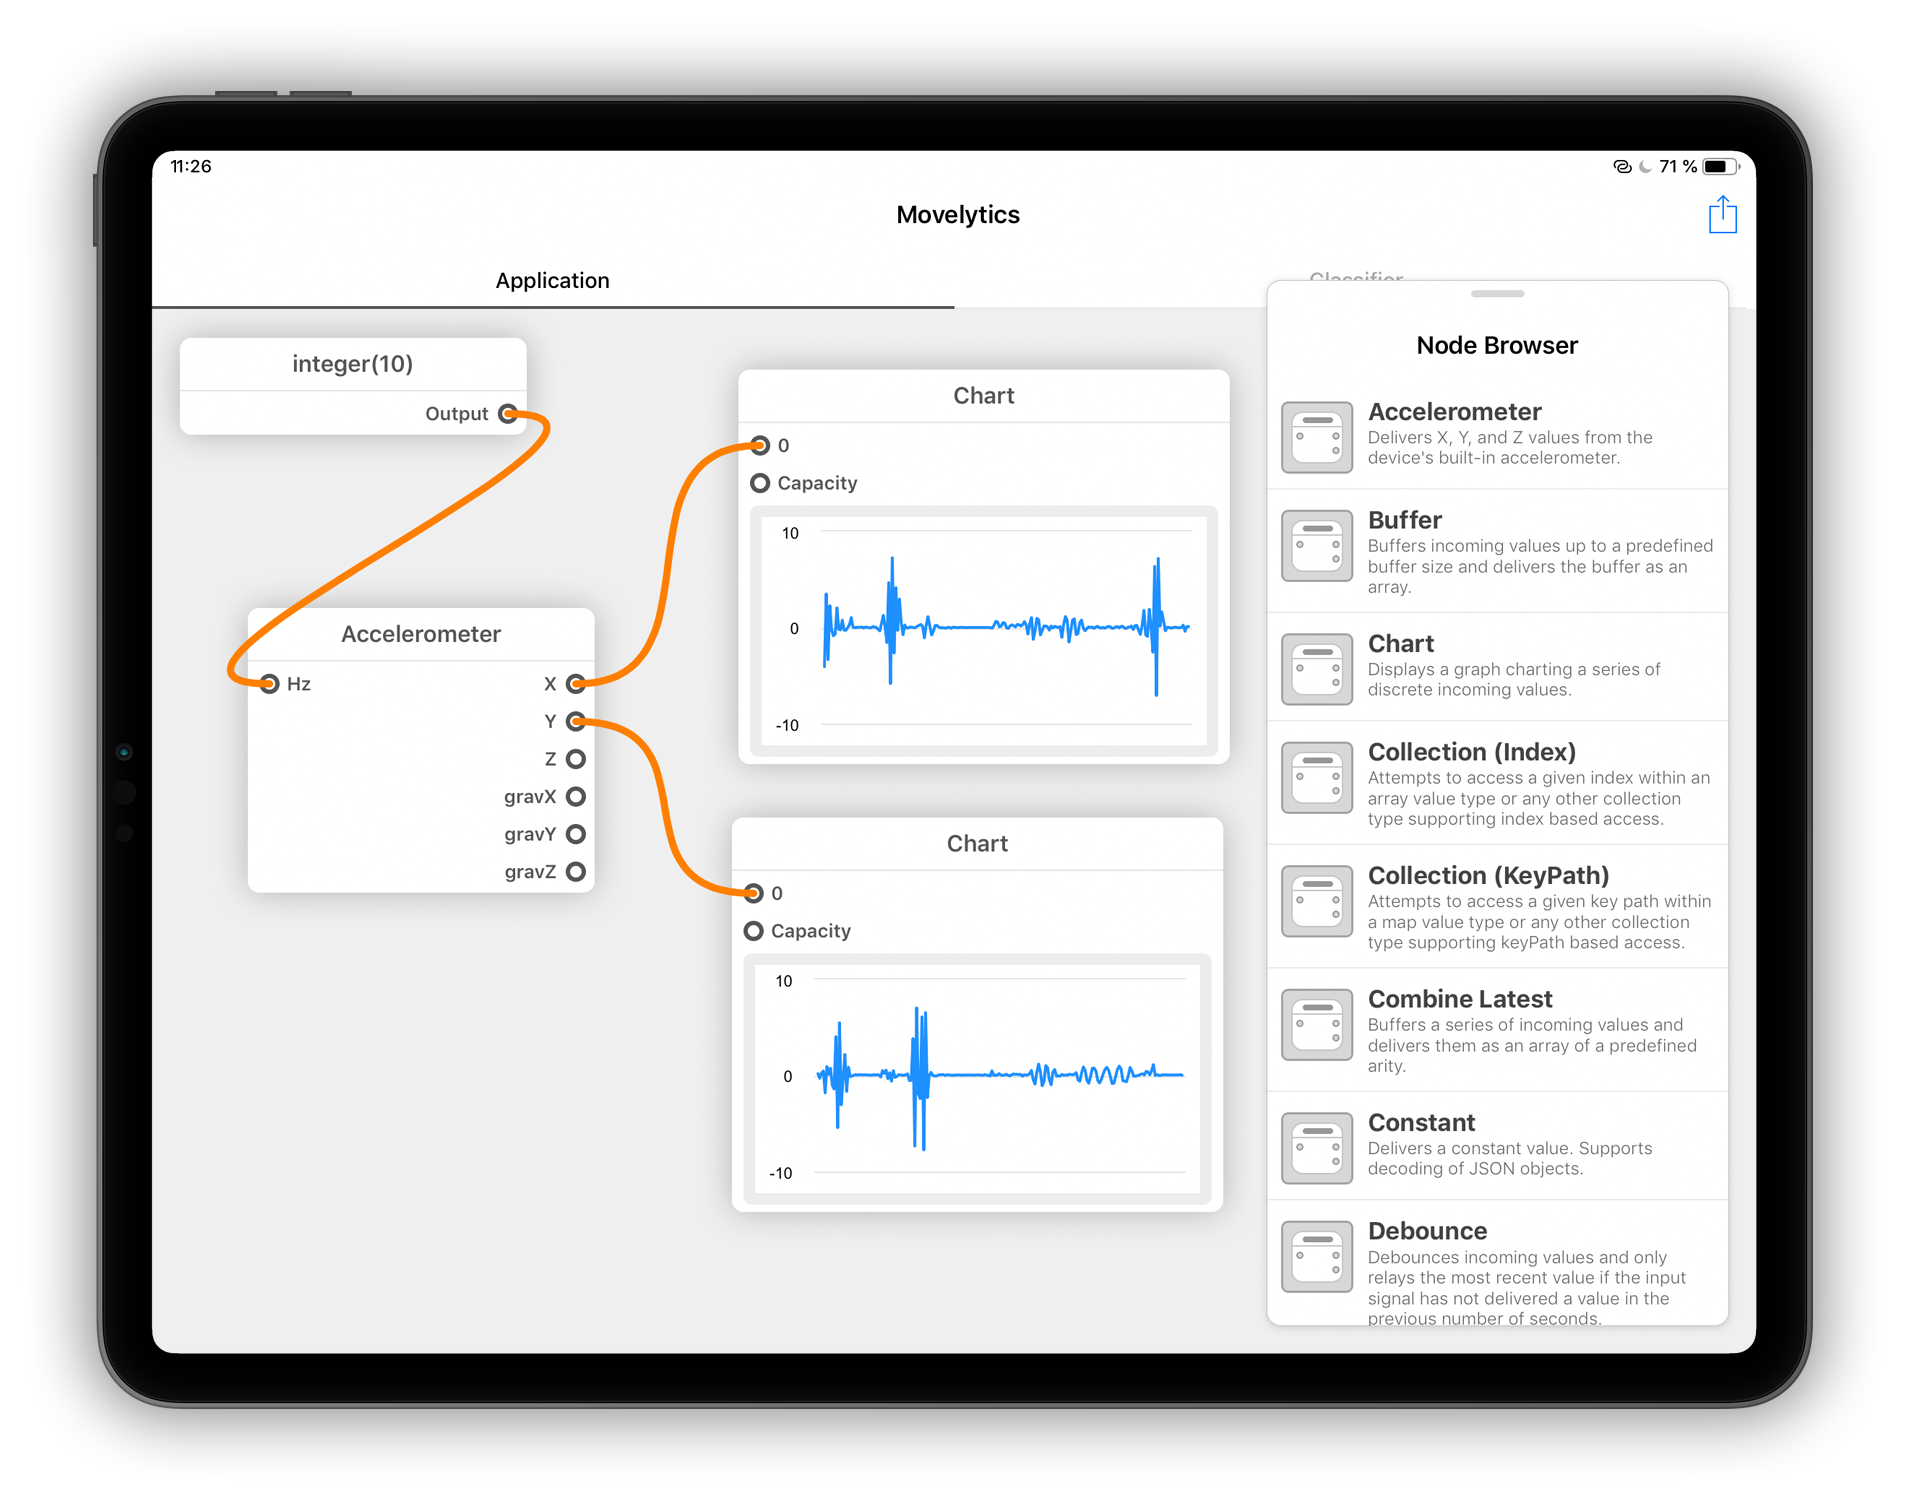 11:26
71 %
Movelytics
Application
Classifier
integer(10)
Output
Accelerometer
Hz
X
Y
Z
gravX
gravY
gravZ
Chart
0
Capacity
10
0
-10
Chart
0
Capacity
10
0
-10
Node Browser
Accelerometer
Delivers X, Y, and Z values from the
device's built-in accelerometer.
Buffer
Buffers incoming values up to a predefined
buffer size and delivers the buffer as an
array.
Chart
Displays a graph charting a series of
discrete incoming values.
Collection (Index)
Attempts to access a given index within an
array value type or any other collection
type supporting index based access.
Collection (KeyPath)
Attempts to access a given key path within
a map value type or any other collection
type supporting keyPath based access.
Combine Latest
Buffers a series of incoming values and
delivers them as an array of a predefined
arity.
Constant
Delivers a constant value. Supports
decoding of JSON objects.
Debounce
Debounces incoming values and only
relays the most recent value if the input
signal has not delivered a value in the
previous number of seconds.